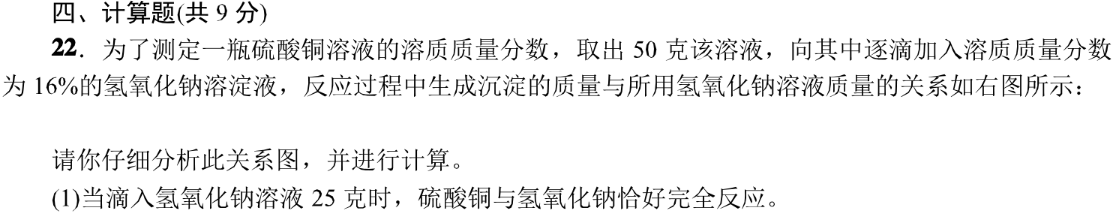 四、计算题(共 9 分)
22．为了测定一瓶硫酸铜溶液的溶质质量分数，取出 50 克该溶液，向其中逐滴加入溶质质量分数
为 16%的氢氧化钠溶淀液，反应过程中生成沉淀的质量与所用氢氧化钠溶液质量的关系如右图所示：
请你仔细分析此关系图，并进行计算。
(1)当滴入氢氧化钠溶液 25 克时，硫酸铜与氢氧化钠恰好完全反应。